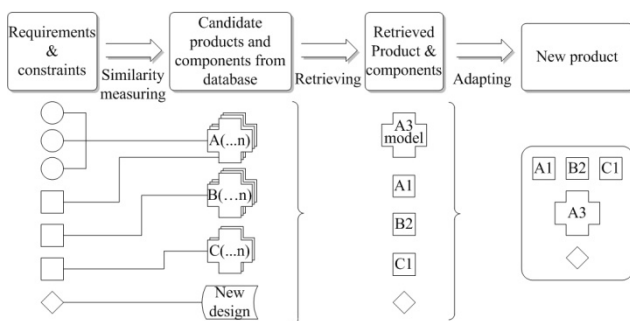 Requirements
&
constraints
Similarity
measuring
Candidate
products and
components from
database
Retrieving
Retrieved
Product &
components
Adapting
New product
A(...n)
B(...n)
C(...n)
New
design
A3
model
A1
B2
C1
A1
B2
C1
A3